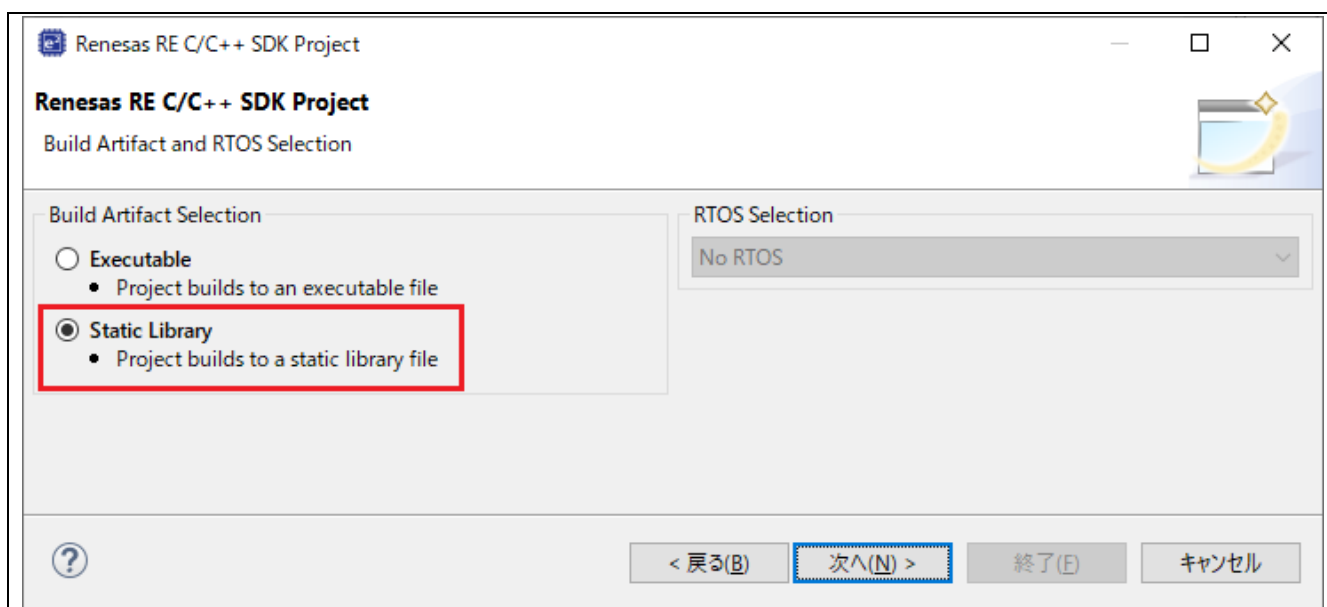 Renesas RE C/C++ SDK Project
Renesas RE C/C++ SDK Project
Build Artifact and RTOS Selection
Build Artifact Selection
Executable
• Project builds to an executable file
Static Library
• Project builds to a static library file
RTOS Selection
No RTOS
?
< 戻る(B)
次へ(N) >
終了(F)
キャンセル